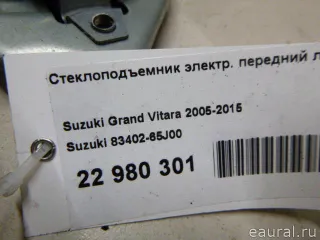 Стеклоподъемник электр. передний л
Suzuki Grand Vitara 2005-2015
Suzuki 83402-65J00
22 980 301
eaural.ru